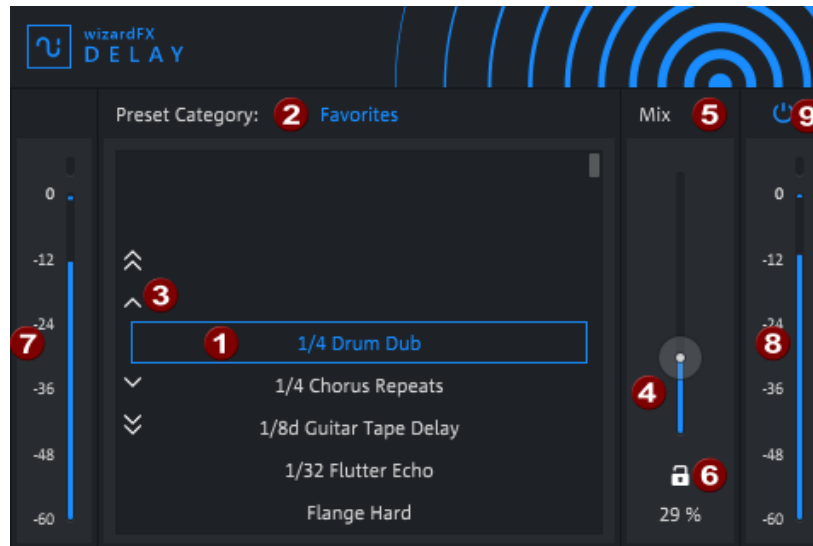 wizardFX
DELAY
Preset Category: 2 Favorites
Mix 5
9
0
-12
-24
-36
-48
-60
7
3
1 1/4 Drum Dub
1/4 Chorus Repeats
1/8d Guitar Tape Delay
1/32 Flutter Echo
Flange Hard
4
6
29 %
0
-12
-24
8
-36
-48
-60